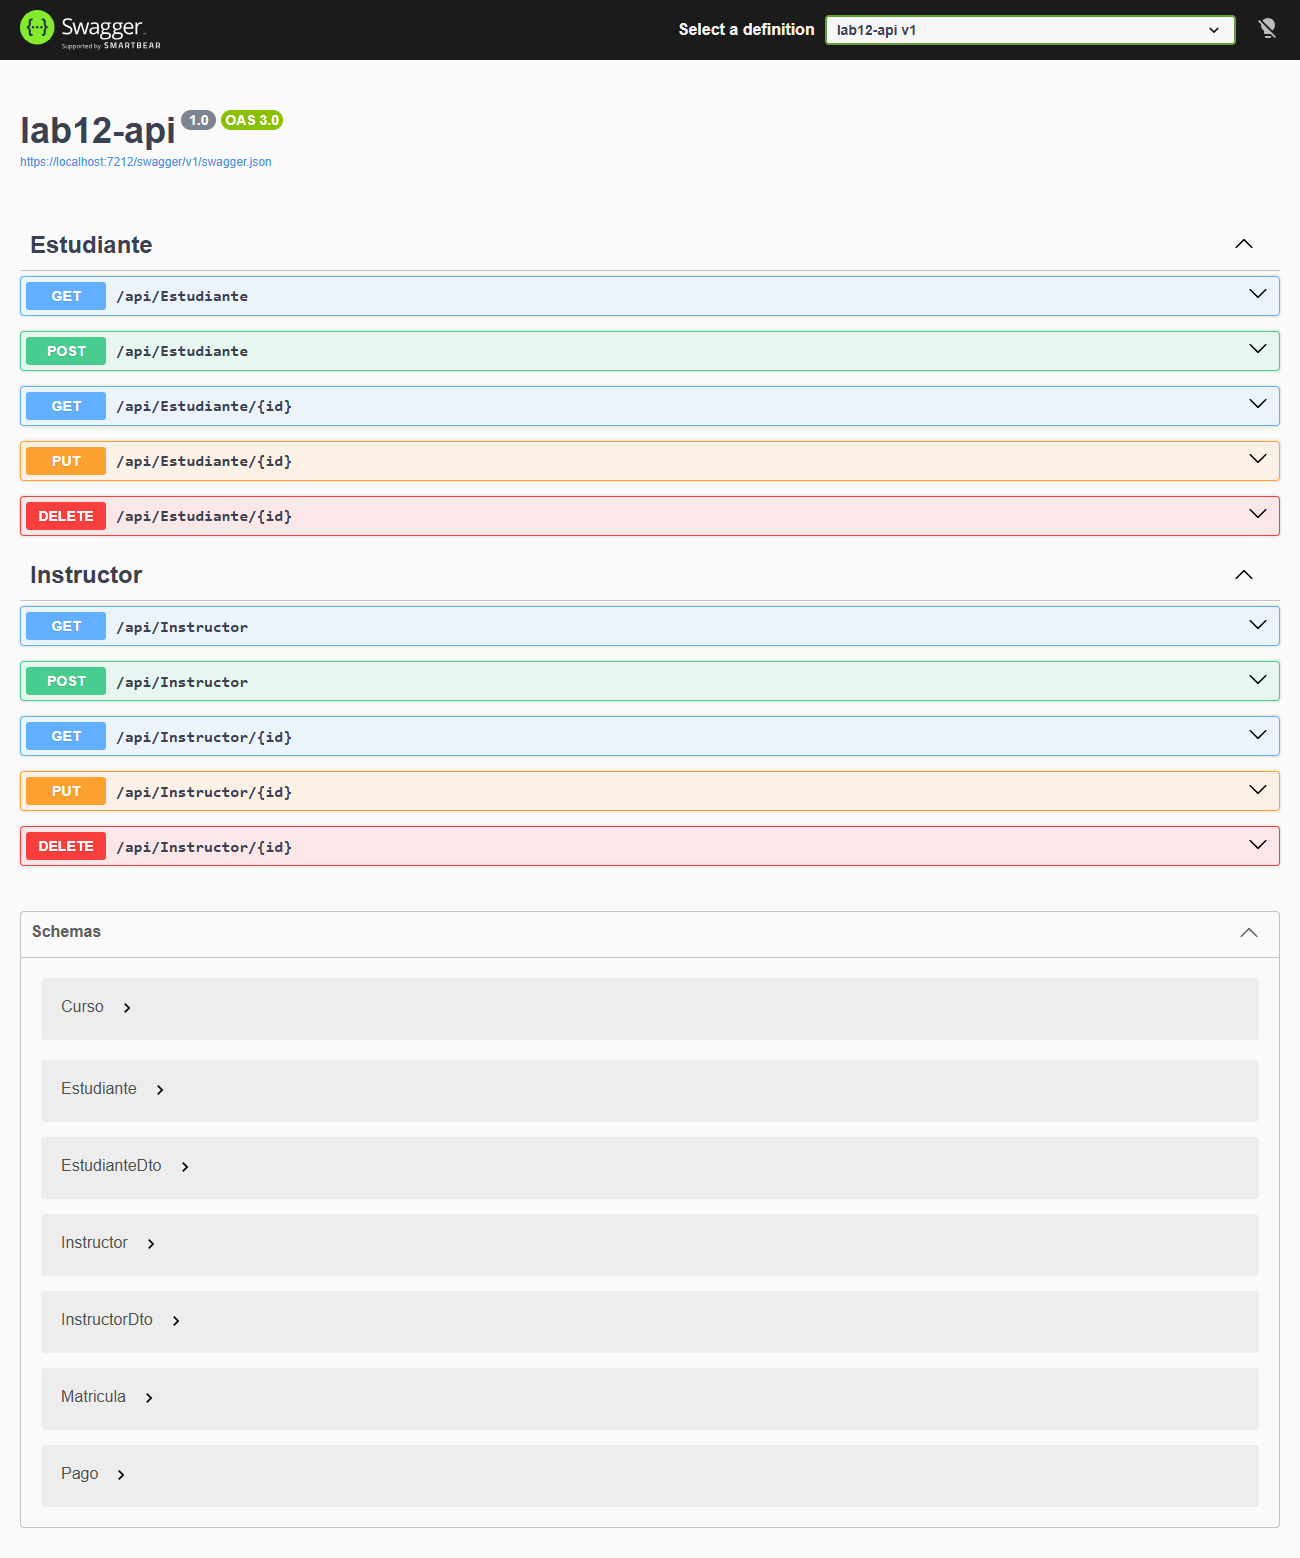 Swagger
Supported by SMARTBEAR
Select a definition
lab12-api v1
lab12-api 1.0 OAS 3.0
https://localhost:7212/swagger/v1/swagger.json
Estudiante
GET /api/Estudiante
POST /api/Estudiante
GET /api/Estudiante/{id}
PUT /api/Estudiante/{id}
DELETE /api/Estudiante/{id}
Instructor
GET /api/Instructor
POST /api/Instructor
GET /api/Instructor/{id}
PUT /api/Instructor/{id}
DELETE /api/Instructor/{id}
Schemas
Curso
Estudiante
EstudianteDto
Instructor
InstructorDto
Matricula
Pago